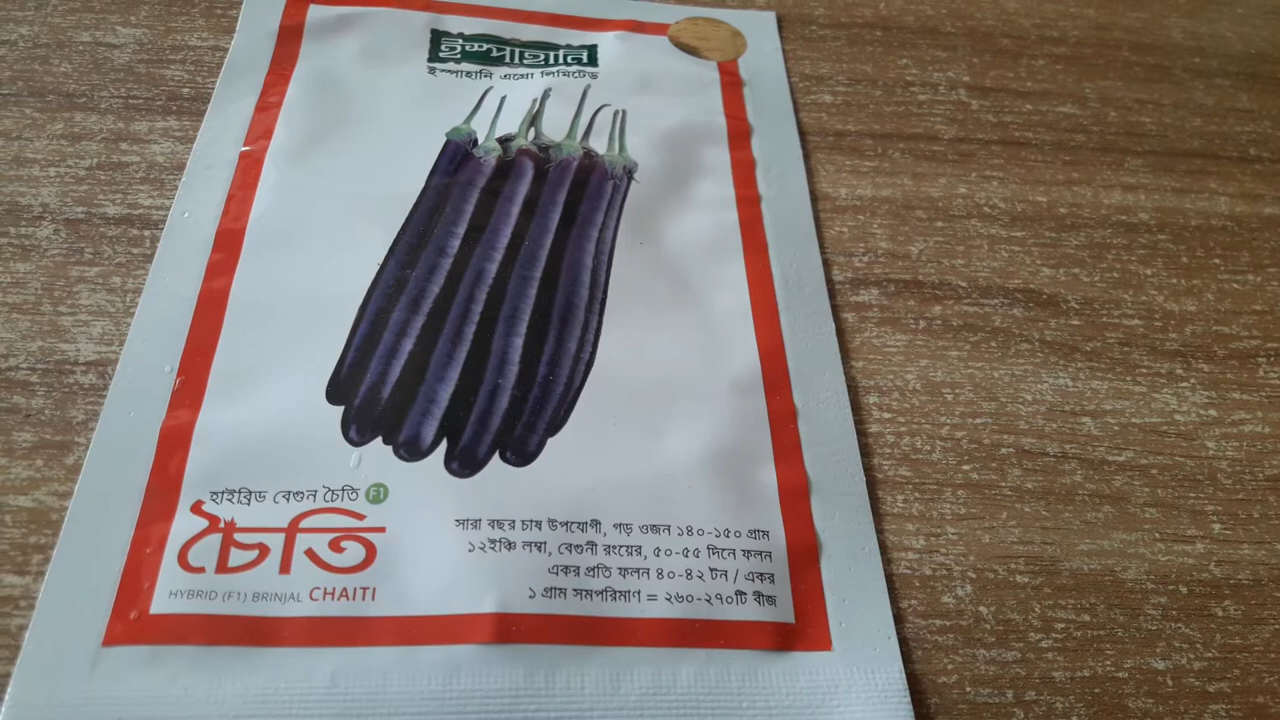 ইস্পাহানি
ইস্পাহানি এগ্রো লিমিটেড
হাইব্রিড বেগুন চৈতি F1
চৈতি
HYBRID (F1) BRINJAL CHAITI
সারা বছর চাষ উপযোগী, গড় ওজন ১৪০-১৫০ গ্রাম
১২ইঞ্চি লম্বা, বেগুনী রংয়ের, ৫০-৫৫ দিনে ফলন
একর প্রতি ফলন ৪০-৪২ টন / একর
১ গ্রাম সমপরিমাণ = ২৬০-২৭০টি বীজ